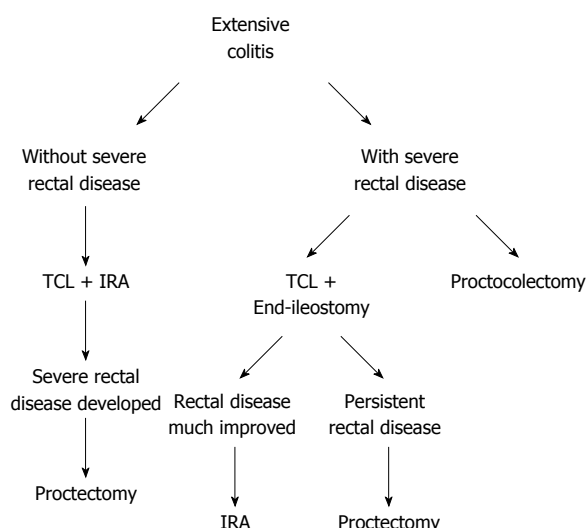 Extensive
colitis
Without severe
rectal disease
With severe
rectal disease
TCL + IRA
TCL +
End-ileostomy
Proctocolectomy
Severe rectal
disease developed
Rectal disease
much improved
Persistent
rectal disease
Proctectomy
IRA
Proctectomy